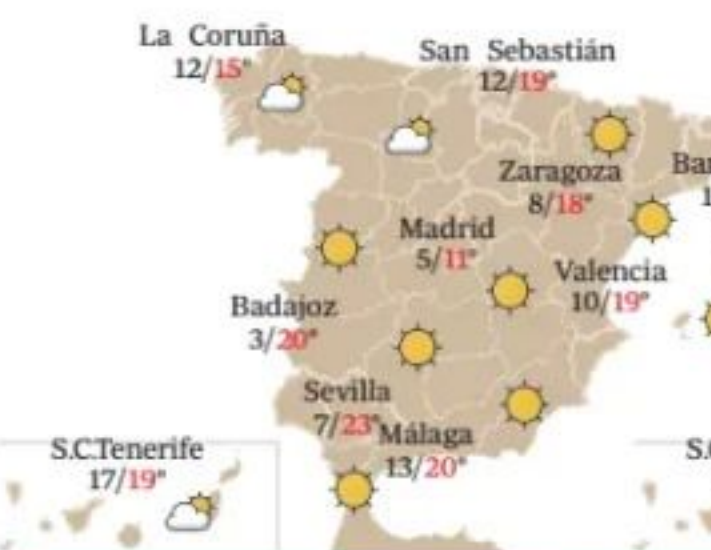 La Coruña
12/15°
San Sebastián
12/19°
Zaragoza
8/18°
Madrid
5/11°
Valencia
10/19°
Badajoz
3/20°
Sevilla
7/23°
Málaga
13/20°
S.C.Tenerife
17/19°